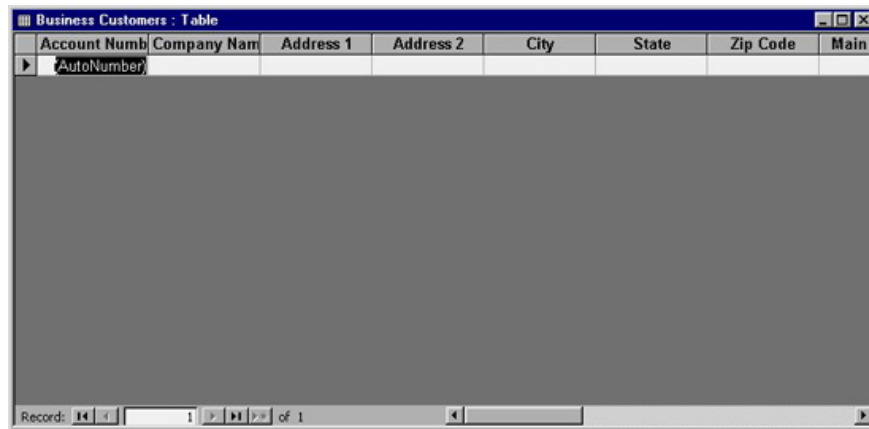 Business Customers : Table
Account Numb Company Nam Address 1 Address 2 City State Zip Code Main
(AutoNumber)
Record: 1 of 1